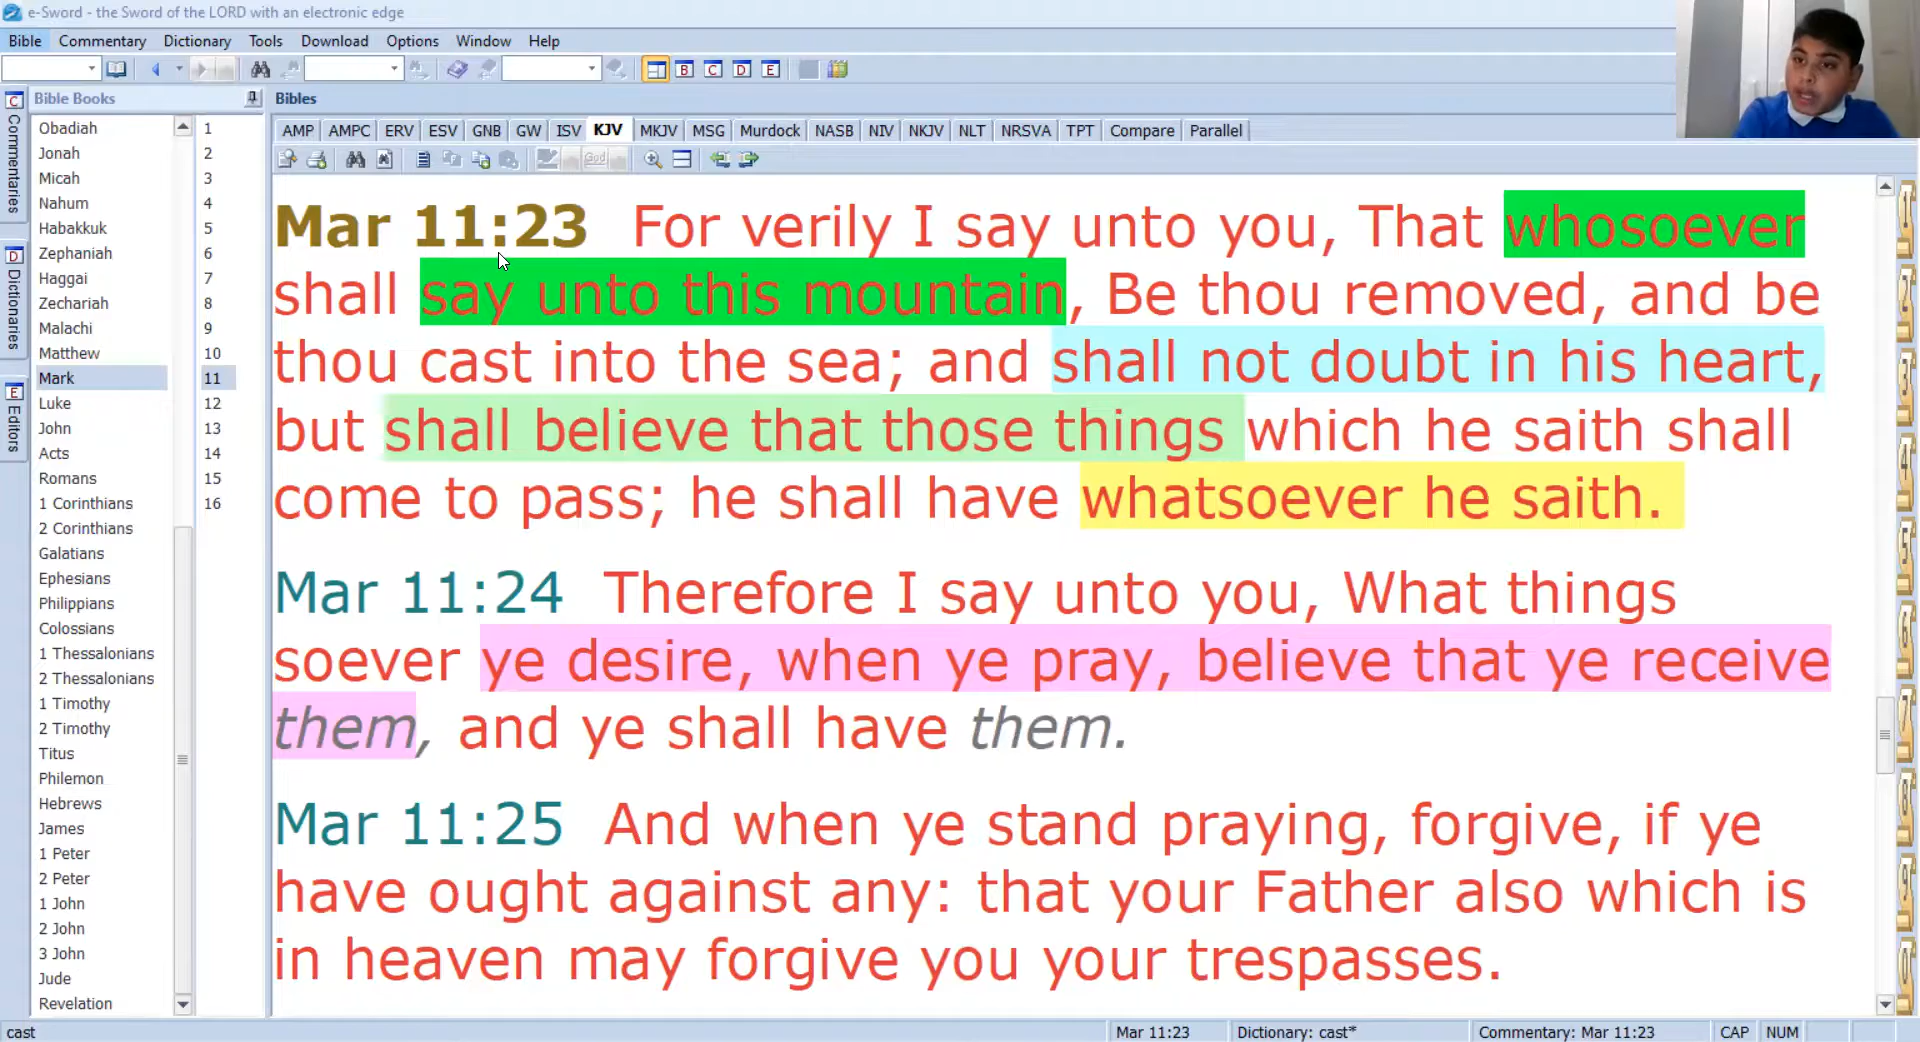 e-Sword - the Sword of the LORD with an electronic edge
Bible Commentary Dictionary Tools Download Options Window Help
B C D E
Bible Books
Bibles
C Commentaries
D Dictionaries
E Editors
AMP AMPC ERV ESV GNB GW ISV KJV MKJV MSG Murdock NASB NIV NKJV NLT NRSVA TPT Compare Parallel
Obadiah
Jonah
Micah
Nahum
Habakkuk
Zephaniah
Haggai
Zechariah
Malachi
Matthew
Mark
Luke
John
Acts
Romans
1 Corinthians
2 Corinthians
Galatians
Ephesians
Philippians
Colossians
1 Thessalonians
2 Thessalonians
1 Timothy
2 Timothy
Titus
Philemon
Hebrews
James
1 Peter
2 Peter
1 John
2 John
3 John
Jude
Revelation
1
2
3
4
5
6
7
8
9
10
11
12
13
14
15
16
God
Mar 11:23 For verily I say unto you, That whosoever
shall say unto this mountain, Be thou removed, and be
thou cast into the sea; and shall not doubt in his heart,
but shall believe that those things which he saith shall
come to pass; he shall have whatsoever he saith.
Mar 11:24 Therefore I say unto you, What things
soever ye desire, when ye pray, believe that ye receive
them, and ye shall have them.
Mar 11:25 And when ye stand praying, forgive, if ye
have ought against any: that your Father also which is
in heaven may forgive you your trespasses.
cast
Mar 11:23
Dictionary: cast*
Commentary: Mar 11:23
CAP
NUM